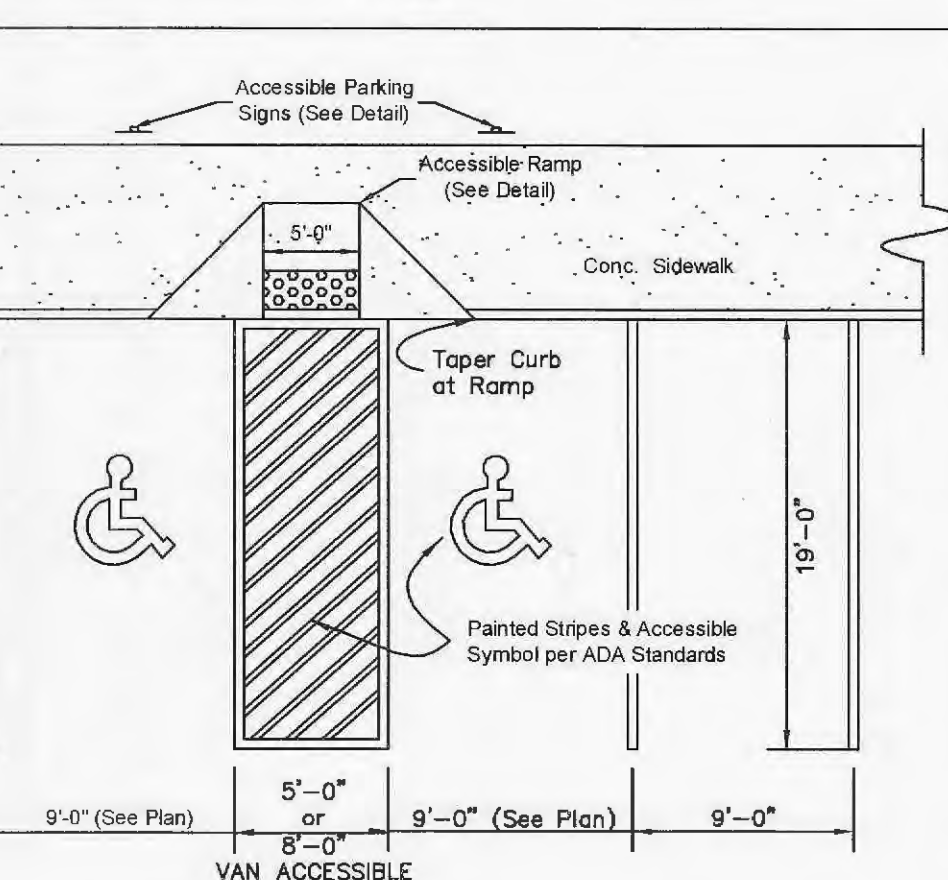 Accessible Parking
Signs (See Detail)
Accessible Ramp
(See Detail)
5'-0"
Conc. Sidewalk
Taper Curb
at Ramp
19'-0"
Painted Stripes & Accessible
Symbol per ADA Standards
9'-0" (See Plan)
5'-0"
or
8'-0"
VAN ACCESSIBLE
9'-0" (See Plan)
9'-0"